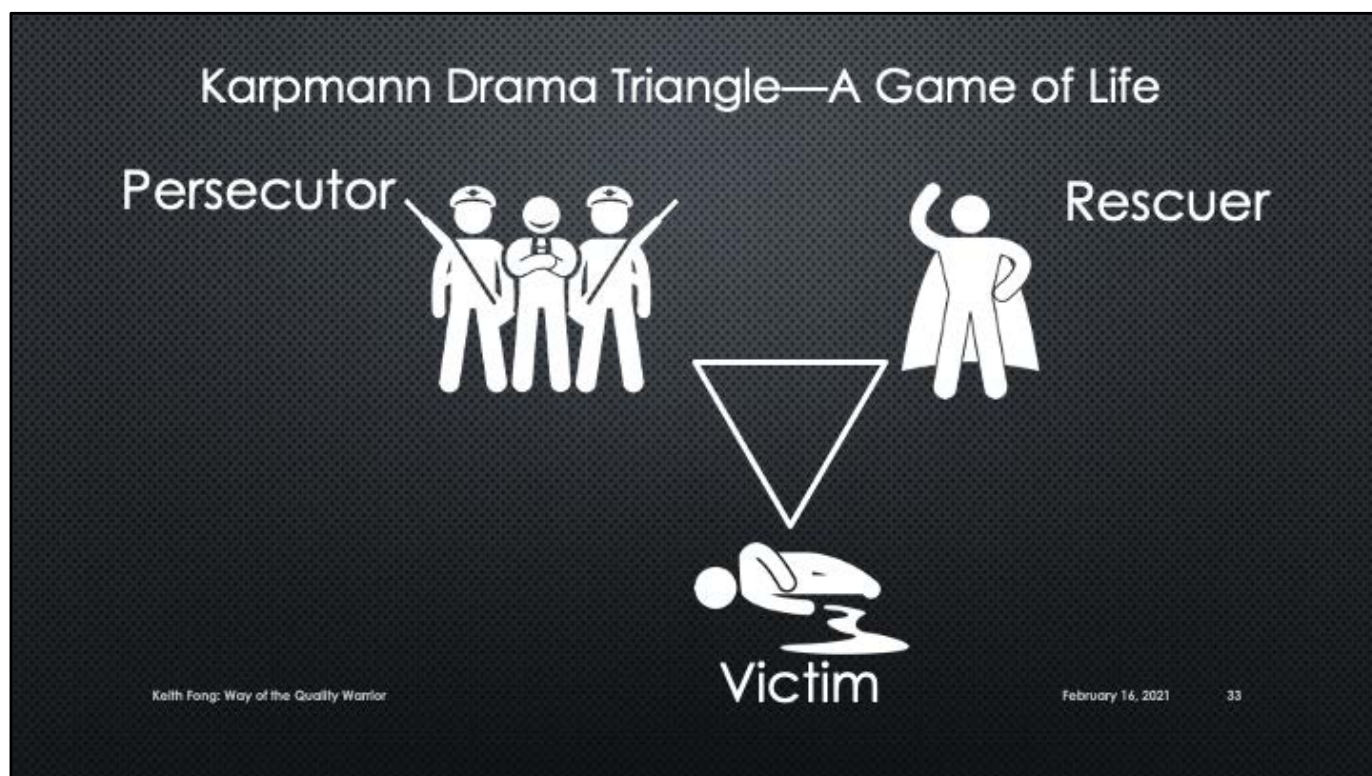 Karpmann Drama Triangle—A Game of Life
Persecutor
Rescuer
Victim
Keith Fong: Way of the Quality Warrior
February 16, 2021
33